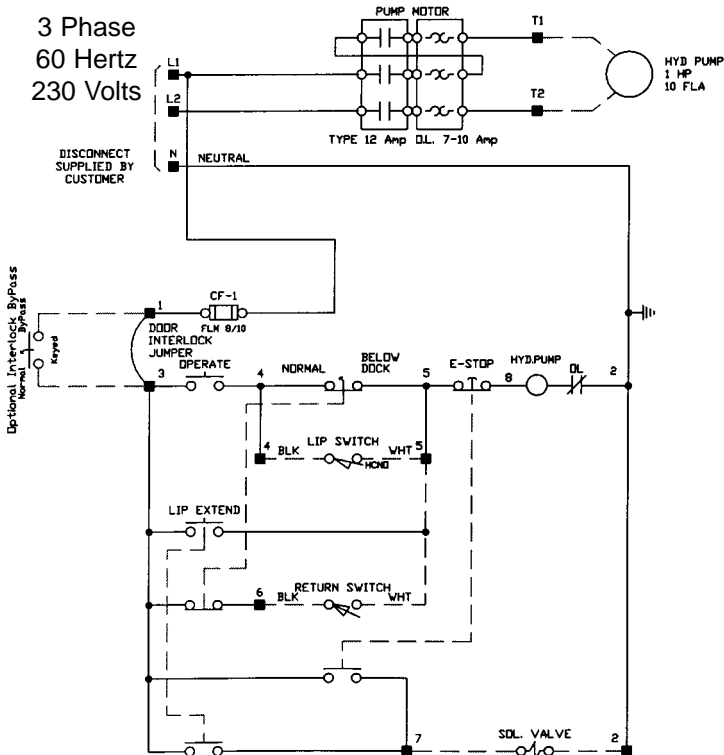 3 Phase
60 Hertz
230 Volts
PUMP MOTOR
L1
T1
HYD PUMP
1 HP
10 FLA
L2
T2
TYPE 12 Amp O.L. 7-10 Amp
DISCONNECT
SUPPLIED BY
CUSTOMER
N
NEUTRAL
Optional Interlock ByPass
Normal
ByPass
Keyed
1
CF-1
FLM 8/10
DOOR
INTERLOCK
JUMPER
3
OPERATE
4
NORMAL
BELOW
DOCK
5
E-STOP
8
HYD.PUMP
OL
2
4
BLK
LIP SWITCH
WHT
5
HCNO
LIP EXTEND
6
BLK
RETURN SWITCH
WHT
7
SOL. VALVE
2